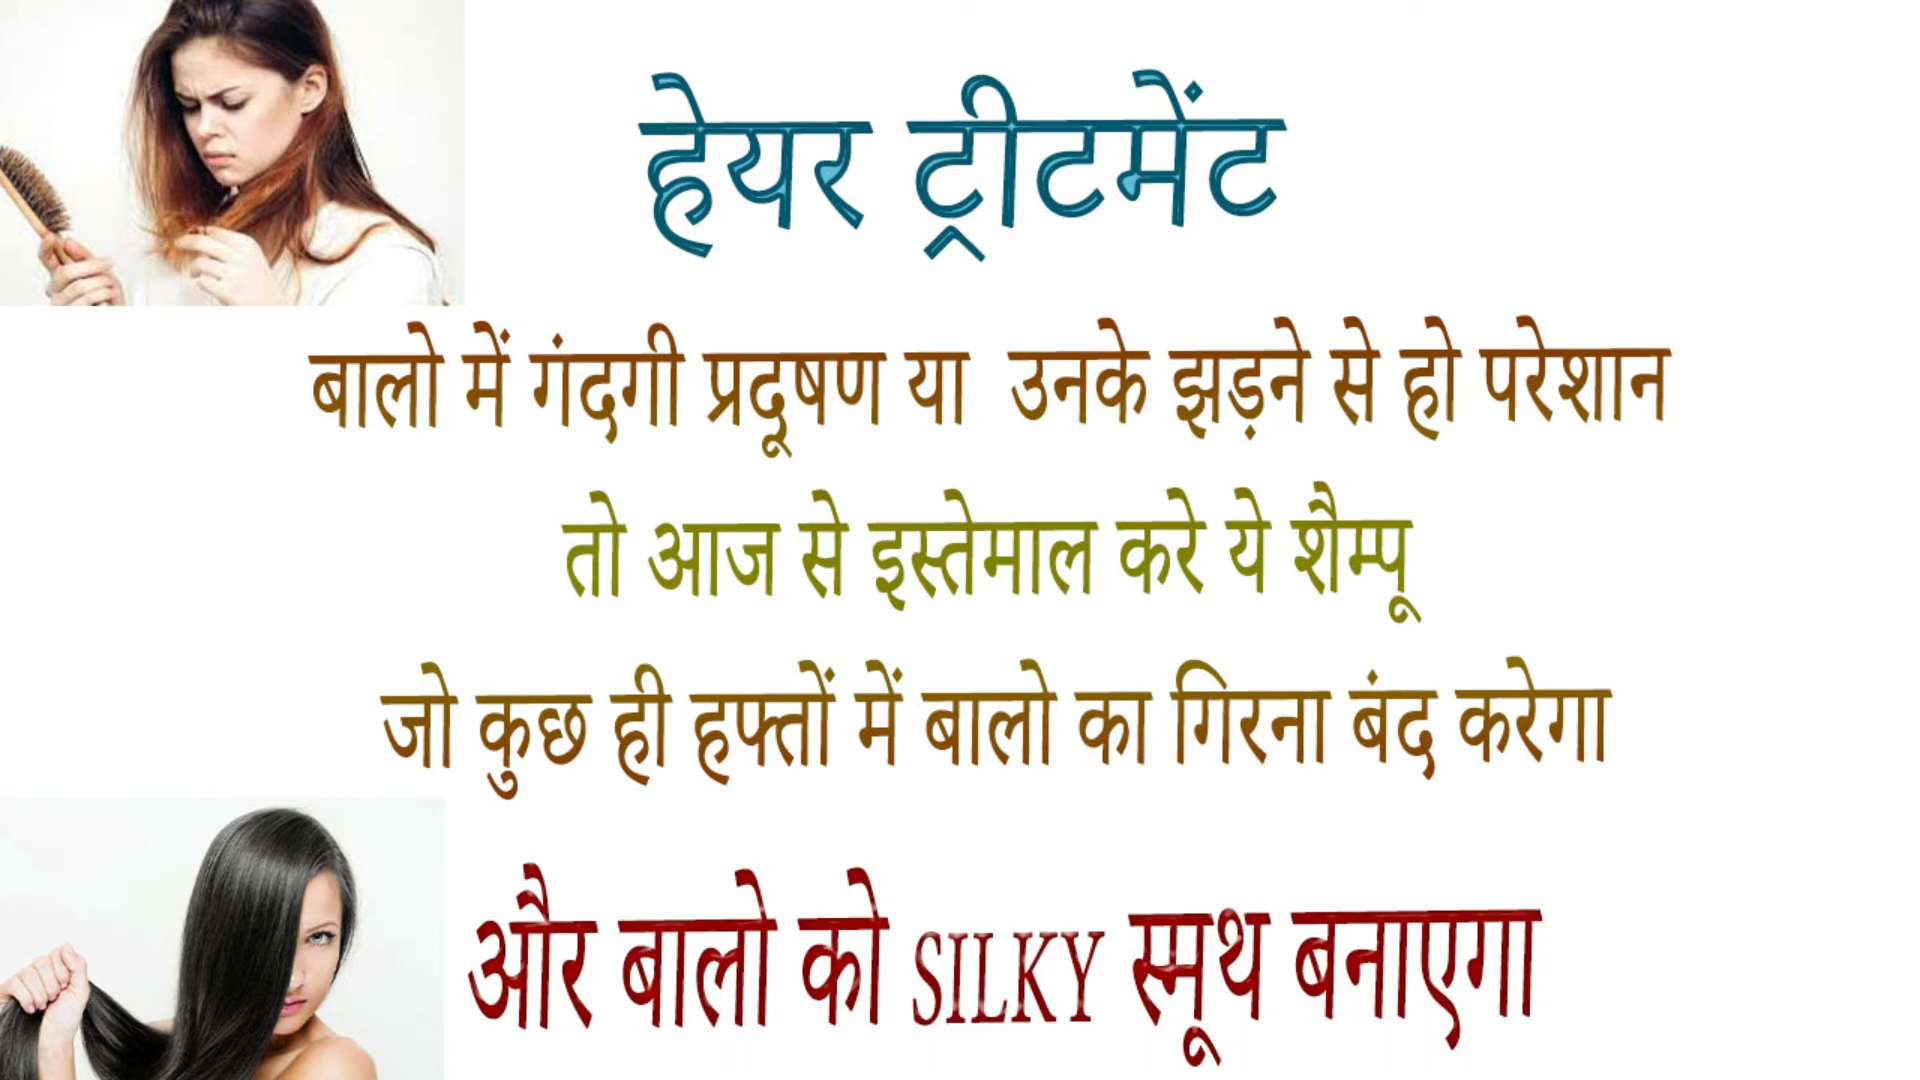 हेयर ट्रीटमेंट
बालो में गंदगी प्रदूषण या उनके झड़ने से हो परेशान
तो आज से इस्तेमाल करे ये शैम्पू
जो कुछ ही हफ्तों में बालो का गिरना बंद करेगा
और बालो को SILKY स्मूथ बनाएगा